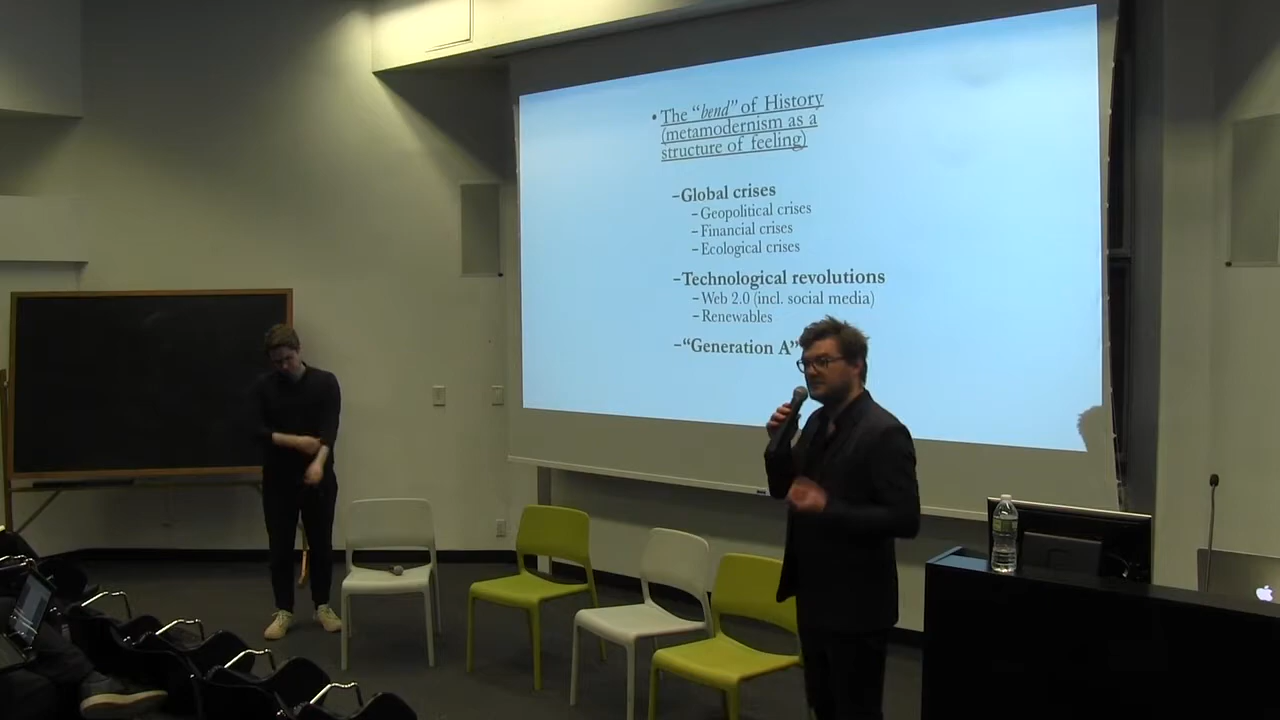 • The “bend” of History
(metamodernism as a
structure of feeling)
–Global crises
–Geopolitical crises
–Financial crises
–Ecological crises
–Technological revolutions
–Web 2.0 (incl. social media)
–Renewables
–“Generation A”